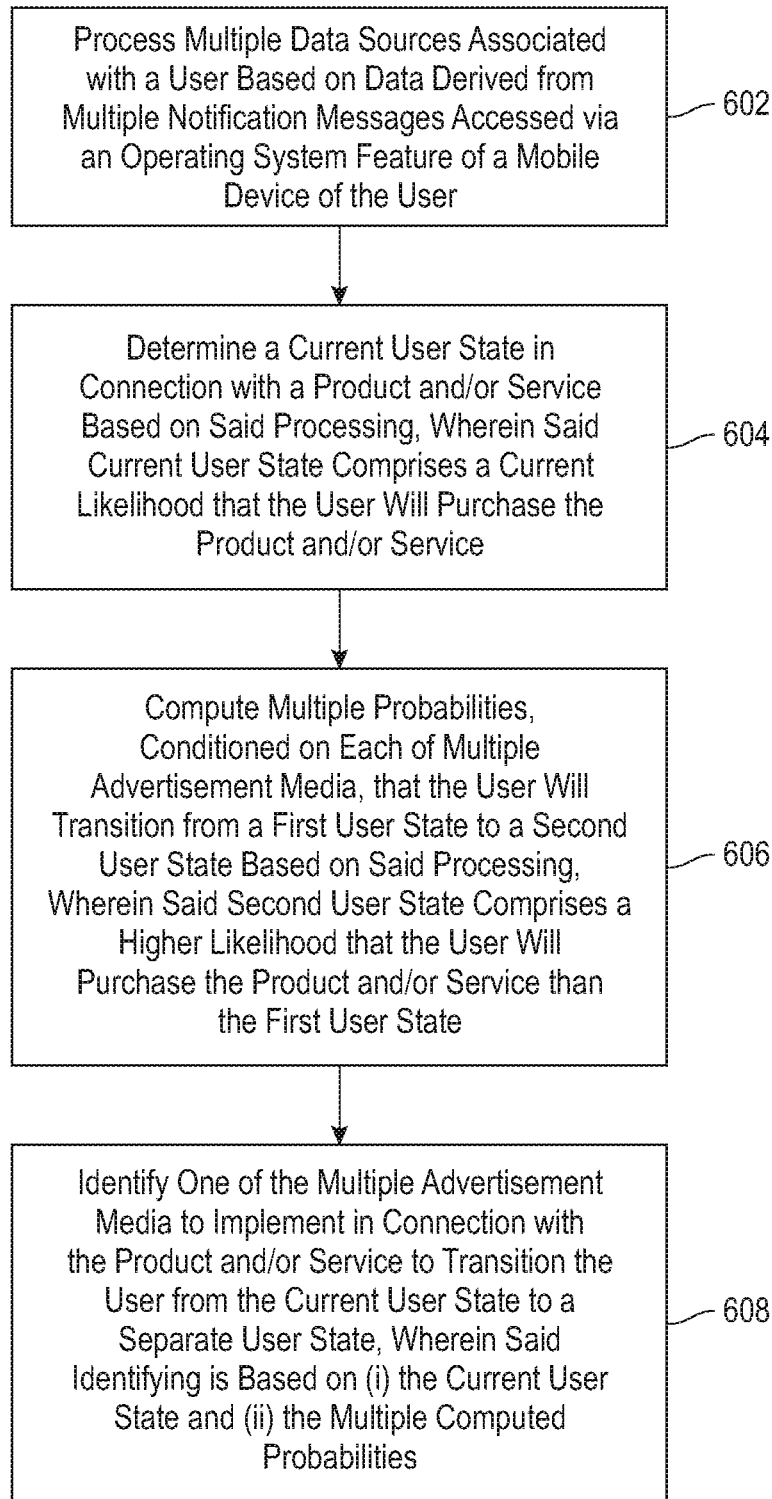 Process Multiple Data Sources Associated
with a User Based on Data Derived from
Multiple Notification Messages Accessed via
an Operating System Feature of a Mobile
Device of the User
602
Determine a Current User State in
Connection with a Product and/or Service
Based on Said Processing, Wherein Said
Current User State Comprises a Current
Likelihood that the User Will Purchase the
Product and/or Service
604
Compute Multiple Probabilities,
Conditioned on Each of Multiple
Advertisement Media, that the User Will
Transition from a First User State to a Second
User State Based on Said Processing,
Wherein Said Second User State Comprises a
Higher Likelihood that the User Will
Purchase the Product and/or Service than
the First User State
606
Identify One of the Multiple Advertisement
Media to Implement in Connection with
the Product and/or Service to Transition the
User from the Current User State to a
Separate User State, Wherein Said
Identifying is Based on (i) the Current User
State and (ii) the Multiple Computed
Probabilities
608